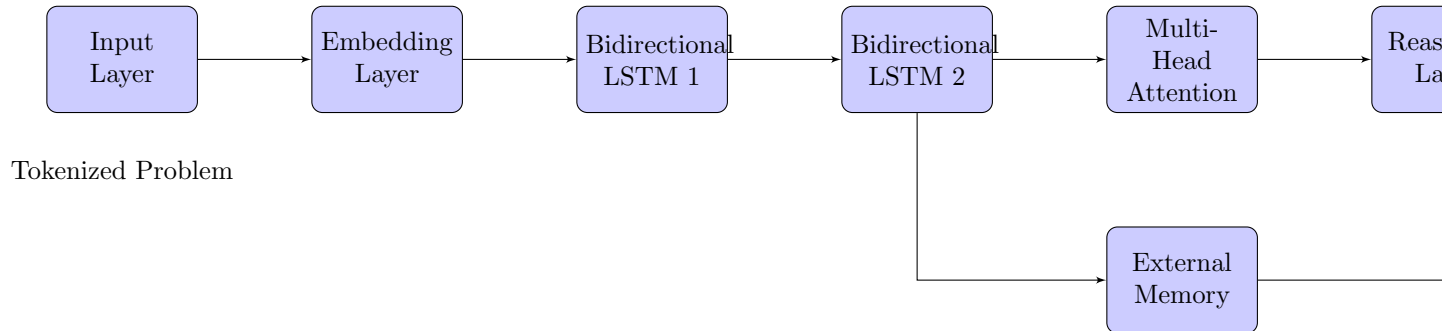 Input
Layer
Embedding
Layer
Bidirectional
LSTM 1
Bidirectional
LSTM 2
Multi-
Head
Attention
Tokenized Problem
External
Memory